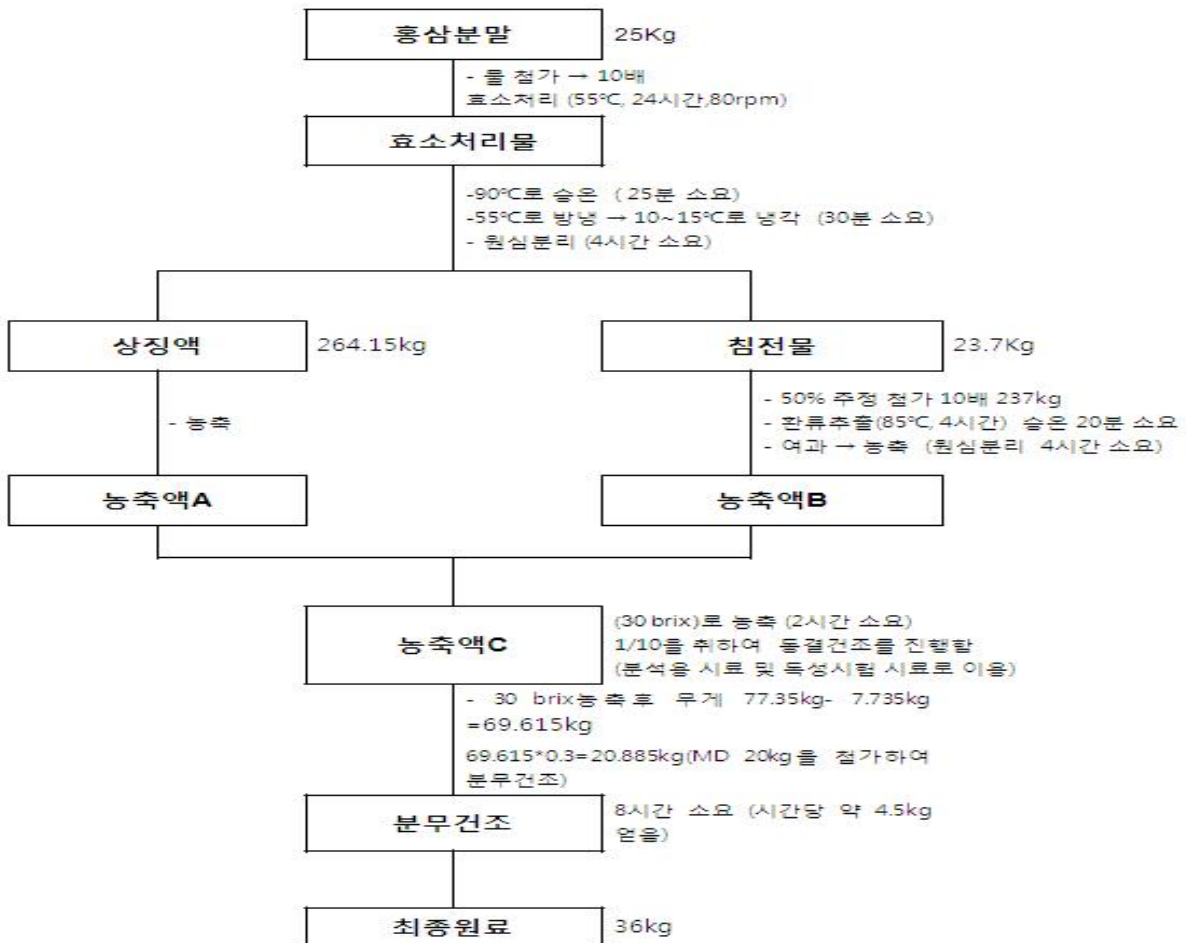 홍삼분말
25Kg
- 물 첨가 → 10배
효소처리 (55℃, 24시간,80rpm)
효소처리물
-90℃로 승온 ( 25분 소요)
-55℃로 방냉 → 10~15℃로 냉각 (30분 소요)
- 원심분리 (4시간 소요)
상징액
264.15kg
침전물
23.7Kg
- 농축
- 50% 주정 첨가 10배 237kg
- 환류추출(85℃, 4시간) 승온 20분 소요
- 여과 → 농축 (원심분리 4시간 소요)
농축액A
농축액B
농축액C
(30 brix)로 농축 (2시간 소요)
1/10을 취하여 동결건조를 진행함
(분석용 시료 및 독성시험 시료로 이용)
- 30 brix농축후 무게 77.35kg- 7.735kg
=69.615kg
69.615*0.3=20.885kg(MD 20kg을 첨가하여
분무건조)
분무건조
8시간 소요 (시간당 약 4.5kg
얻음)
최종원료
36kg